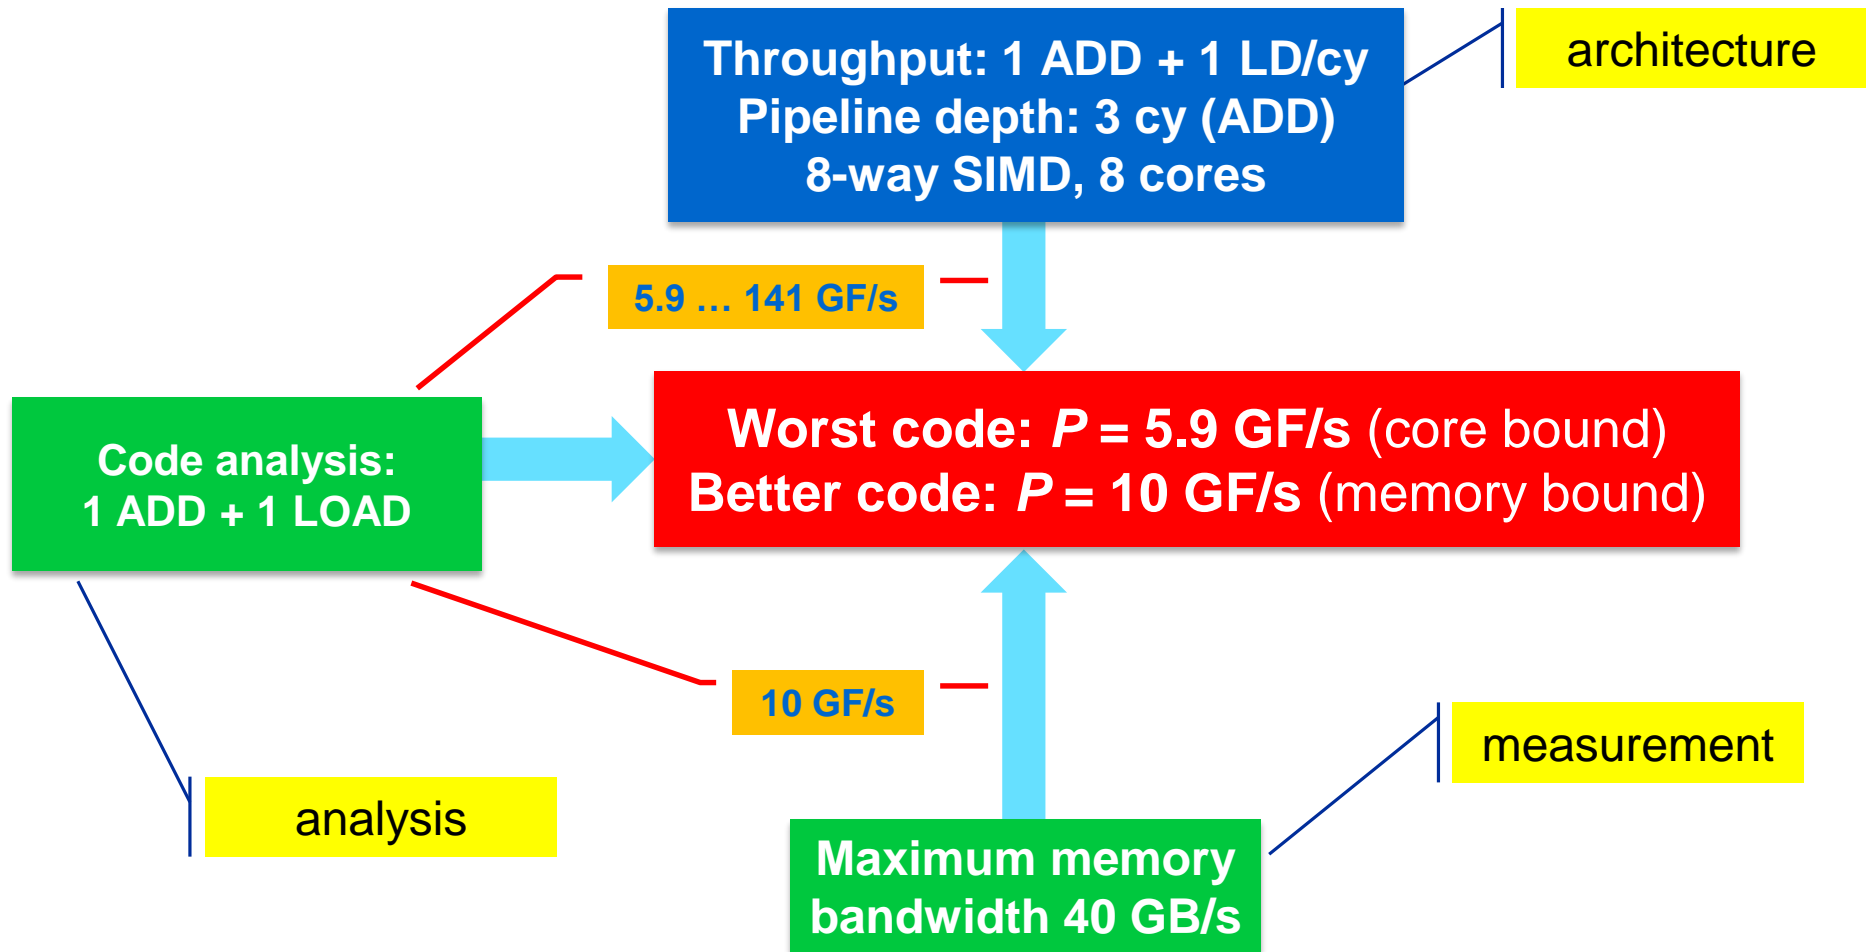 Throughput: 1 ADD + 1 LD/cy
Pipeline depth: 3 cy (ADD)
8-way SIMD, 8 cores
architecture
5.9 … 141 GF/s
Code analysis:
1 ADD + 1 LOAD
Worst code: P = 5.9 GF/s (core bound)
Better code: P = 10 GF/s (memory bound)
10 GF/s
measurement
analysis
Maximum memory
bandwidth 40 GB/s